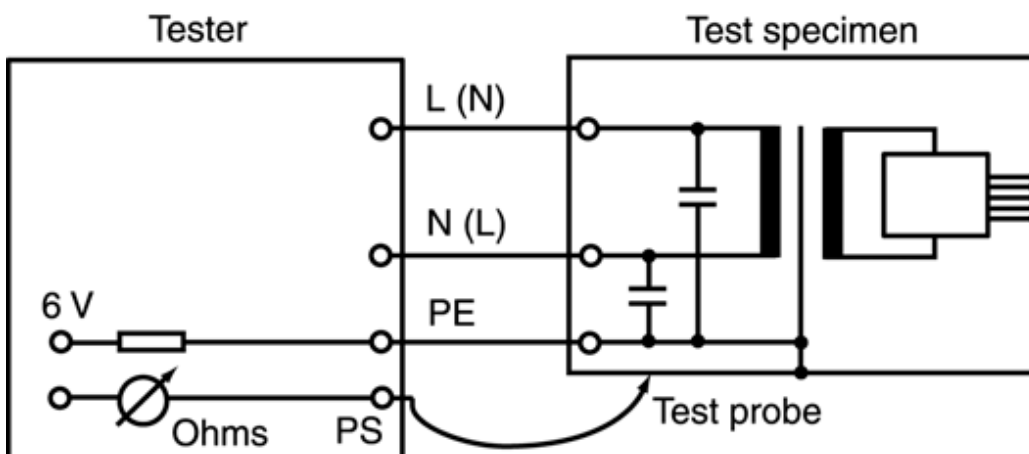 Tester
Test specimen
L (N)
N (L)
6 V
PE
Ohms
PS
Test probe